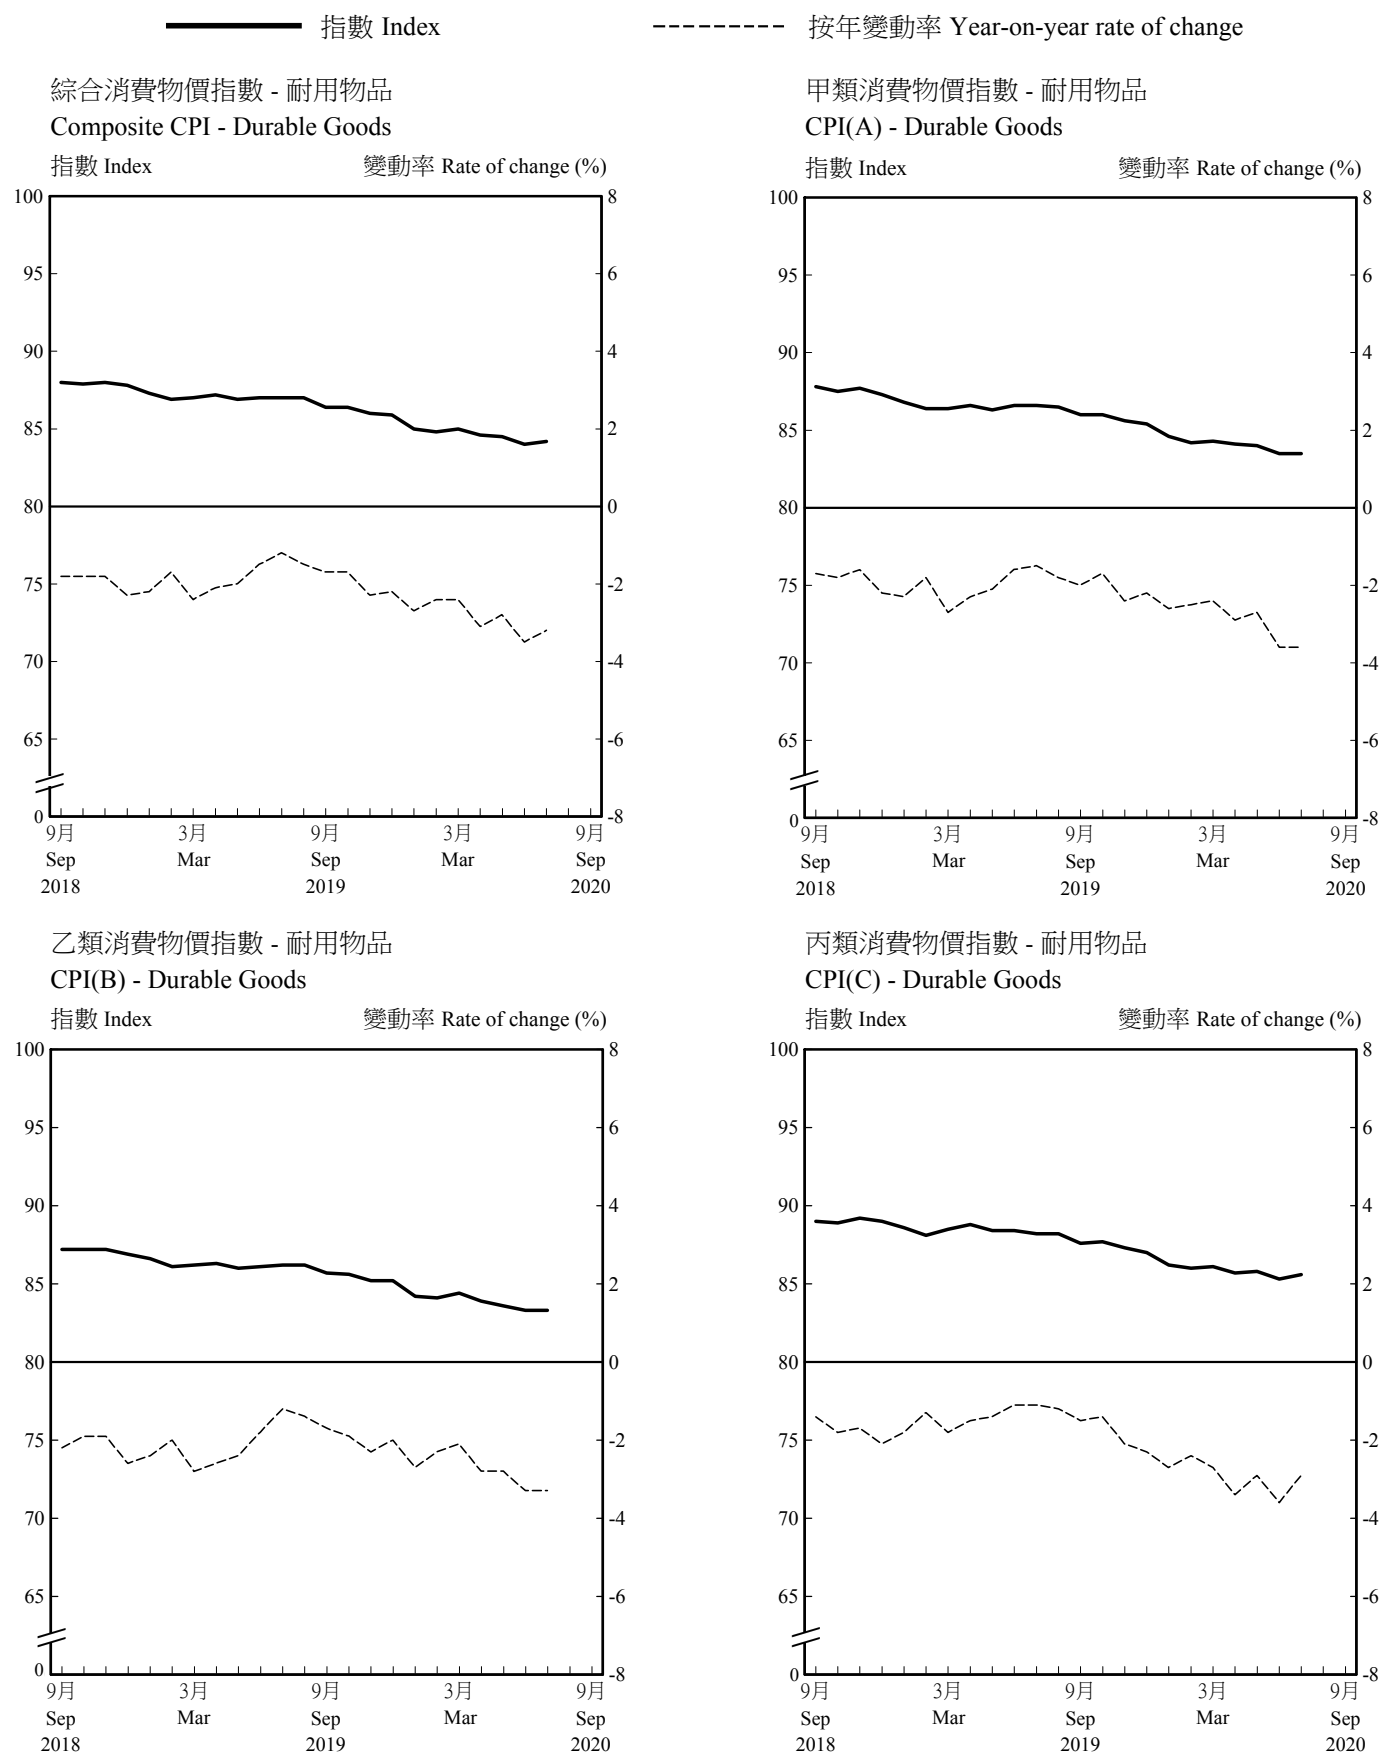 指數 Index
按年變動率 Year-on-year rate of change
綜合消費物價指數 - 耐用物品
Composite CPI - Durable Goods
指數 Index 變動率 Rate of change (%)
100 8
95 6
90 4
85 2
80 0
75 -2
70 -4
65 -6
0 -8
9月 3月 9月 3月 9月
Sep Mar Sep Mar Sep
2018 2019 2020
甲類消費物價指數 - 耐用物品
CPI(A) - Durable Goods
指數 Index 變動率 Rate of change (%)
100 8
95 6
90 4
85 2
80 0
75 -2
70 -4
65 -6
0 -8
9月 3月 9月 3月 9月
Sep Mar Sep Mar Sep
2018 2019 2020
乙類消費物價指數 - 耐用物品
CPI(B) - Durable Goods
指數 Index 變動率 Rate of change (%)
100 8
95 6
90 4
85 2
80 0
75 -2
70 -4
65 -6
0 -8
9月 3月 9月 3月 9月
Sep Mar Sep Mar Sep
2018 2019 2020
丙類消費物價指數 - 耐用物品
CPI(C) - Durable Goods
指數 Index 變動率 Rate of change (%)
100 8
95 6
90 4
85 2
80 0
75 -2
70 -4
65 -6
0 -8
9月 3月 9月 3月 9月
Sep Mar Sep Mar Sep
2018 2019 2020